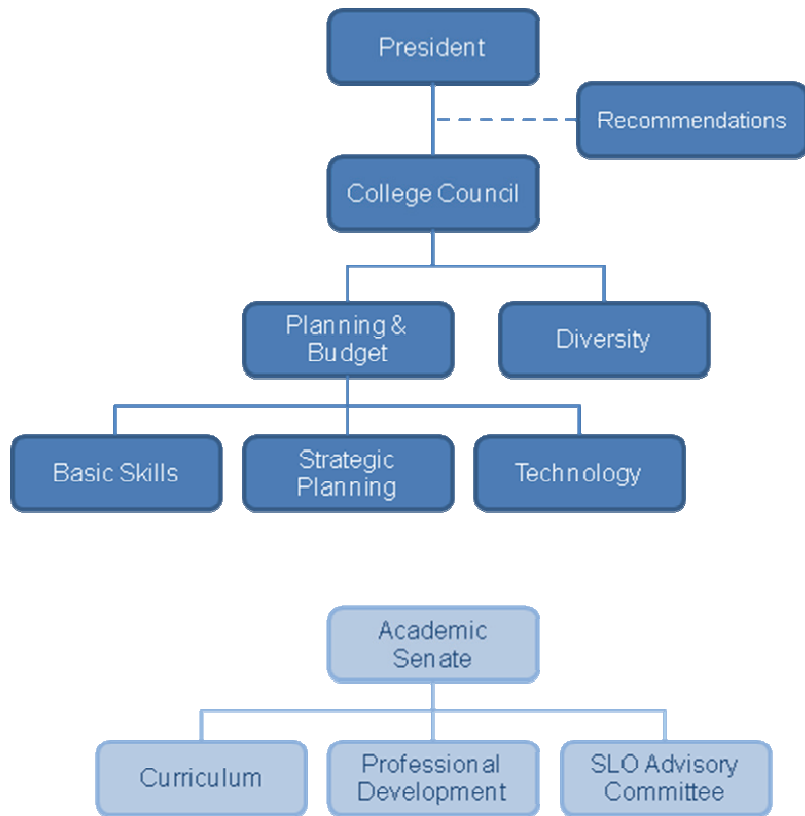 President
Recommendations
College Council
Planning &
Budget
Diversity
Basic Skills
Strategic
Planning
Technology
Academic
Senate
Curriculum
Professional
Development
SLO Advisory
Committee